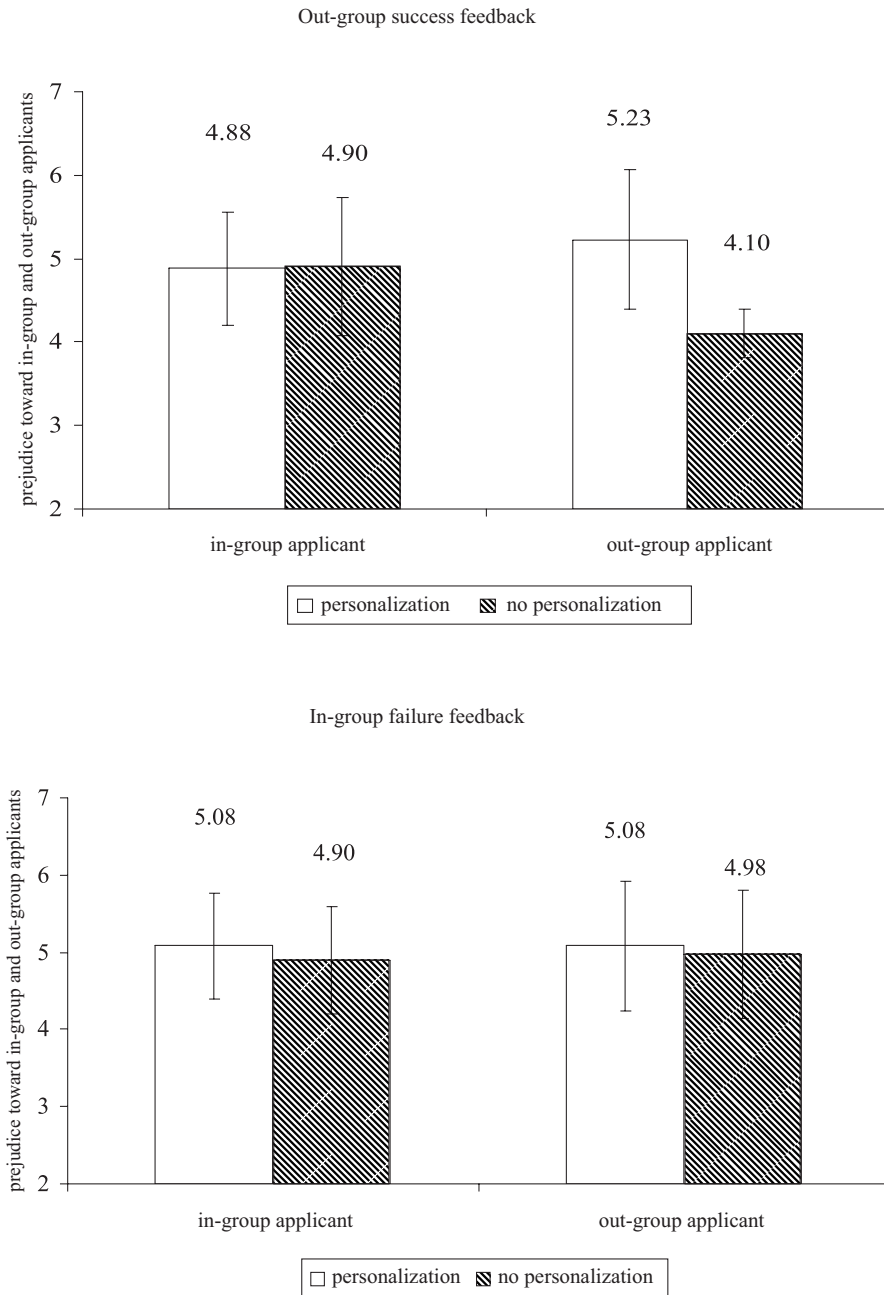 Out-group success feedback
prejudice toward in-group and out-group applicants
7
6
5
4
3
2
4.88
4.90
5.23
4.10
in-group applicant
out-group applicant
personalization
no personalization
In-group failure feedback
prejudice toward in-group and out-group applicants
7
6
5
4
3
2
5.08
4.90
5.08
4.98
in-group applicant
out-group applicant
personalization
no personalization